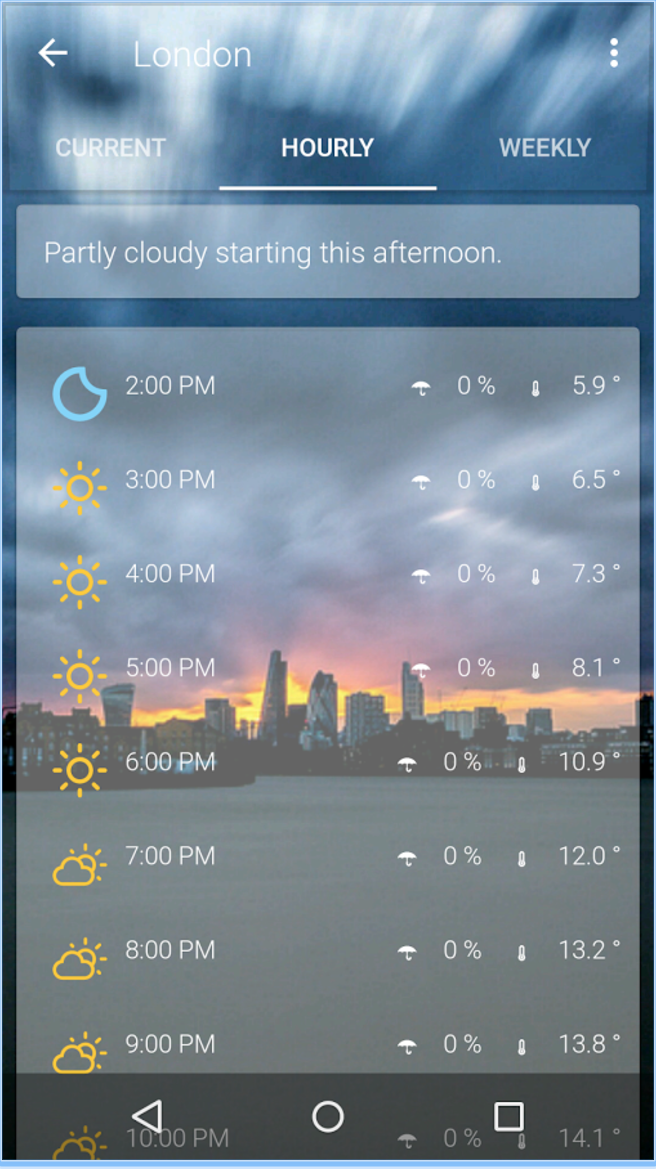 London
CURRENT HOURLY WEEKLY
Partly cloudy starting this afternoon.
2:00 PM 0 % 5.9 °
3:00 PM 0 % 6.5 °
4:00 PM 0 % 7.3 °
5:00 PM 0 % 8.1 °
6:00 PM 0 % 10.9 °
7:00 PM 0 % 12.0 °
8:00 PM 0 % 13.2 °
9:00 PM 0 % 13.8 °
10:00 PM 0 % 14.1 °